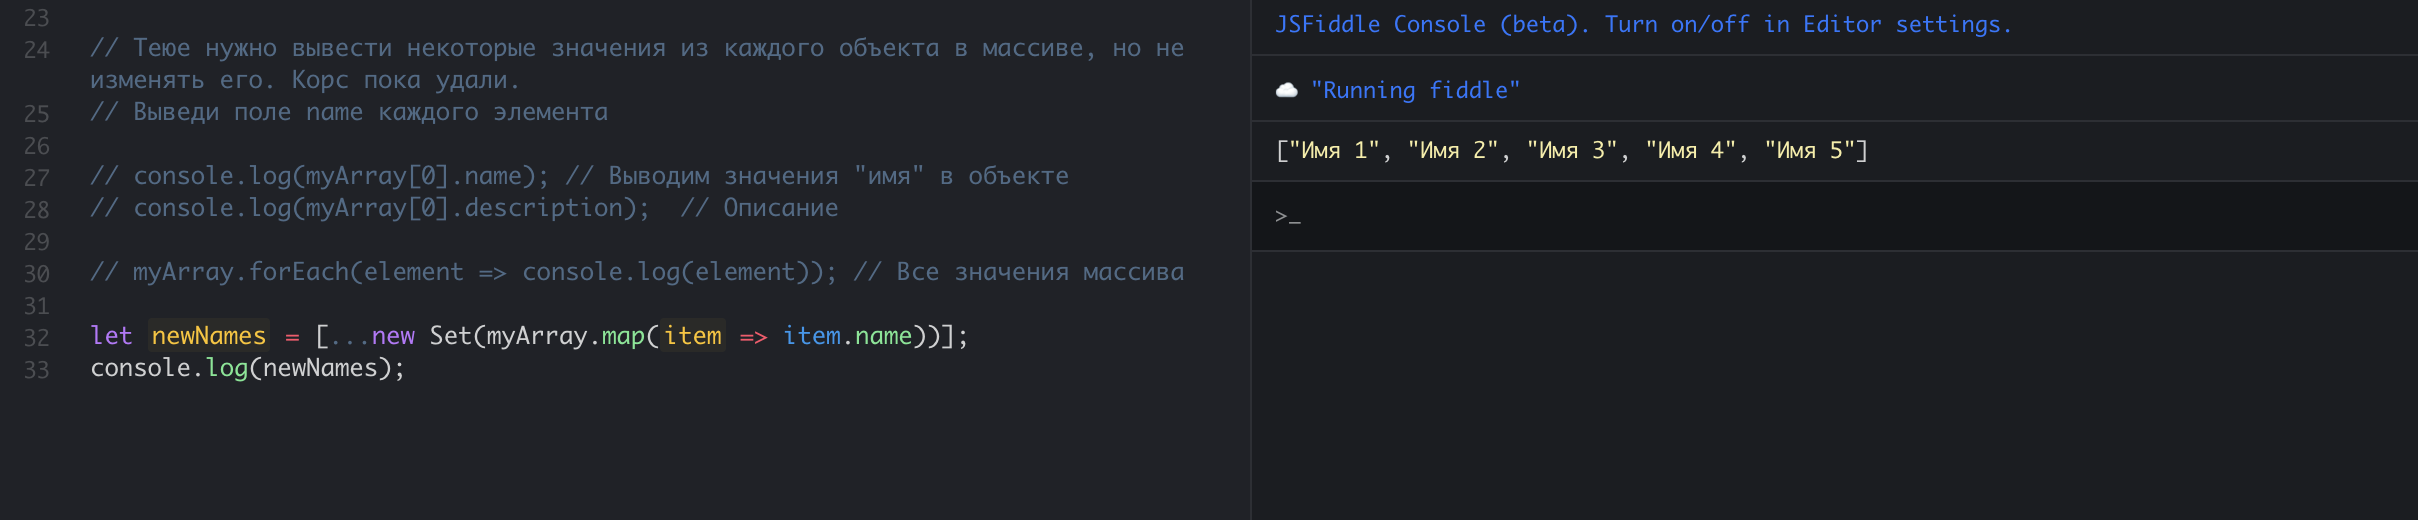 23
24 // Теюе нужно вывести некоторые значения из каждого объекта в массиве, но не
изменять его. Корс пока удали.
25 // Выведи поле name каждого элемента
26
27 // console.log(myArray[0].name); // Выводим значения "имя" в объекте
28 // console.log(myArray[0].description);  // Описание
29
30 // myArray.forEach(element => console.log(element)); // Все значения массива
31
32 let newNames = [...new Set(myArray.map(item => item.name))];
33 console.log(newNames);
JSFiddle Console (beta). Turn on/off in Editor settings.
☁️ "Running fiddle"
["Имя 1", "Имя 2", "Имя 3", "Имя 4", "Имя 5"]
>_